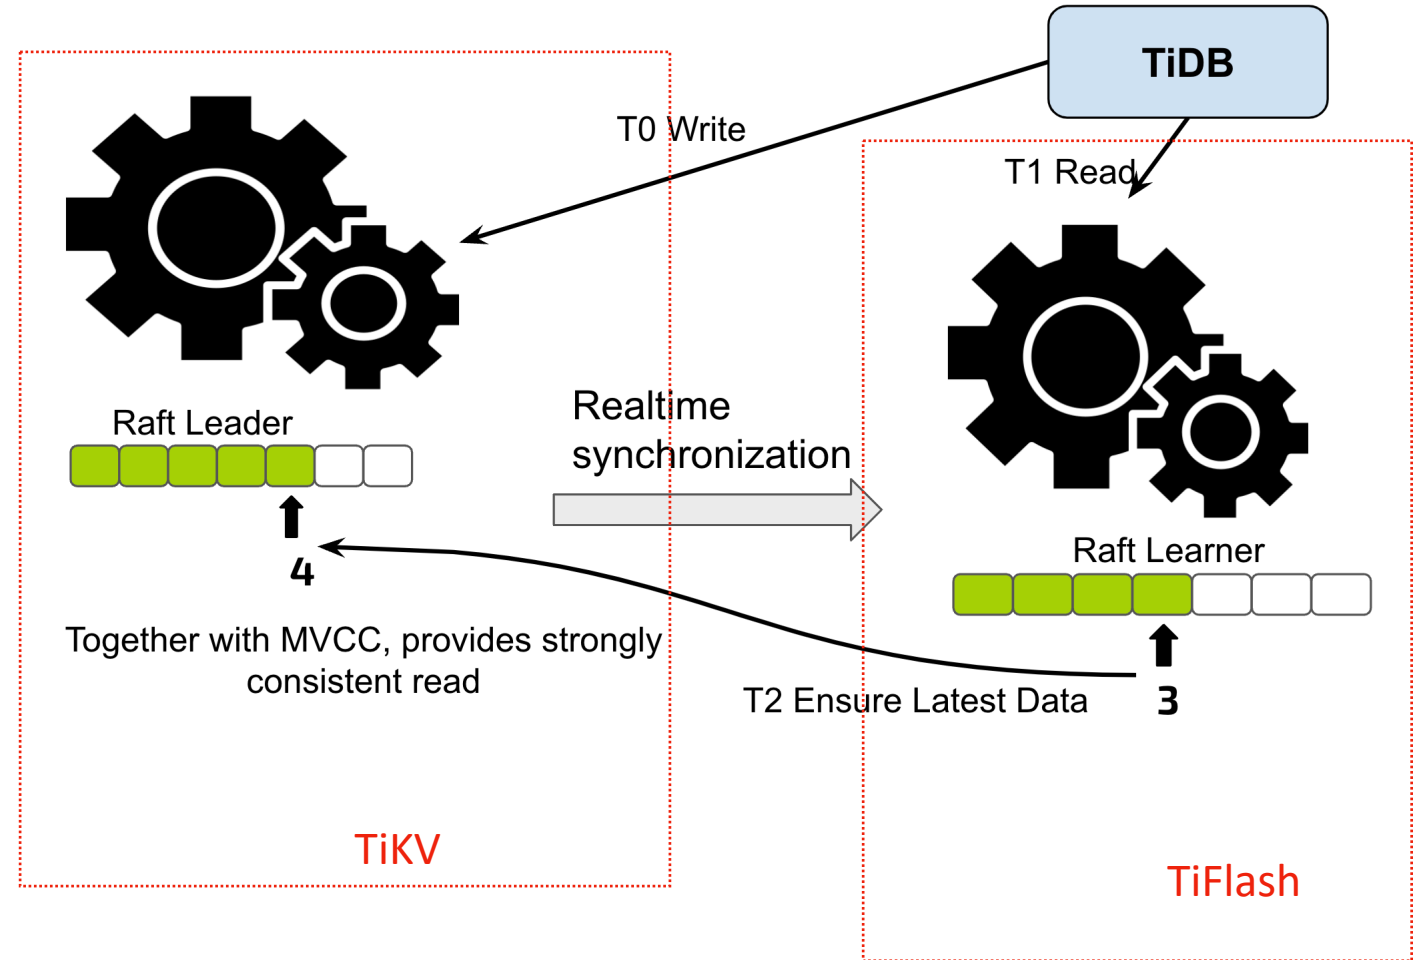 TiDB
T0 Write
T1 Read
Realtime
synchronization
Raft Leader
4
Together with MVCC, provides strongly
consistent read
Raft Learner
3
T2 Ensure Latest Data
TiKV
TiFlash